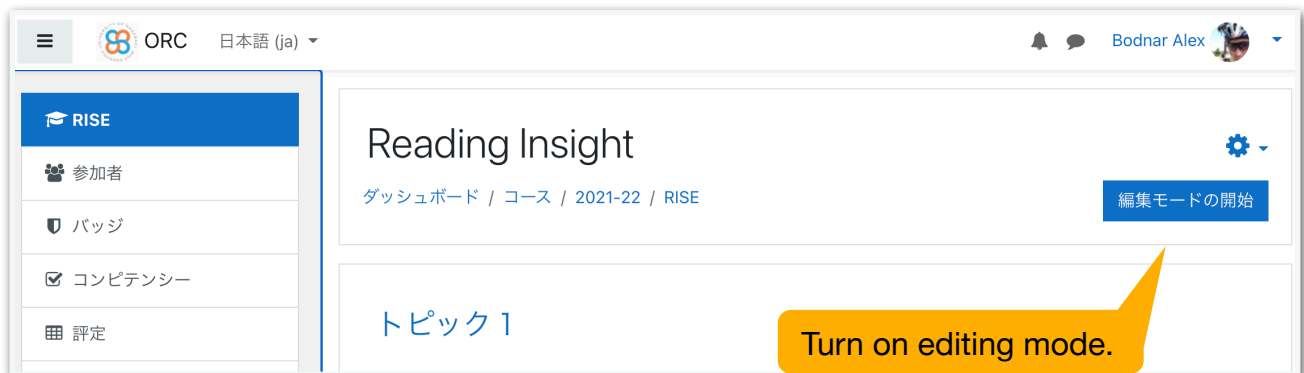 ORC 日本語 (ja) Bodnar Alex
RISE
参加者
バッジ
コンピテンシー
評定
Reading Insight
ダッシュボード / コース / 2021-22 / RISE
編集モードの開始
トピック 1
Turn on editing mode.